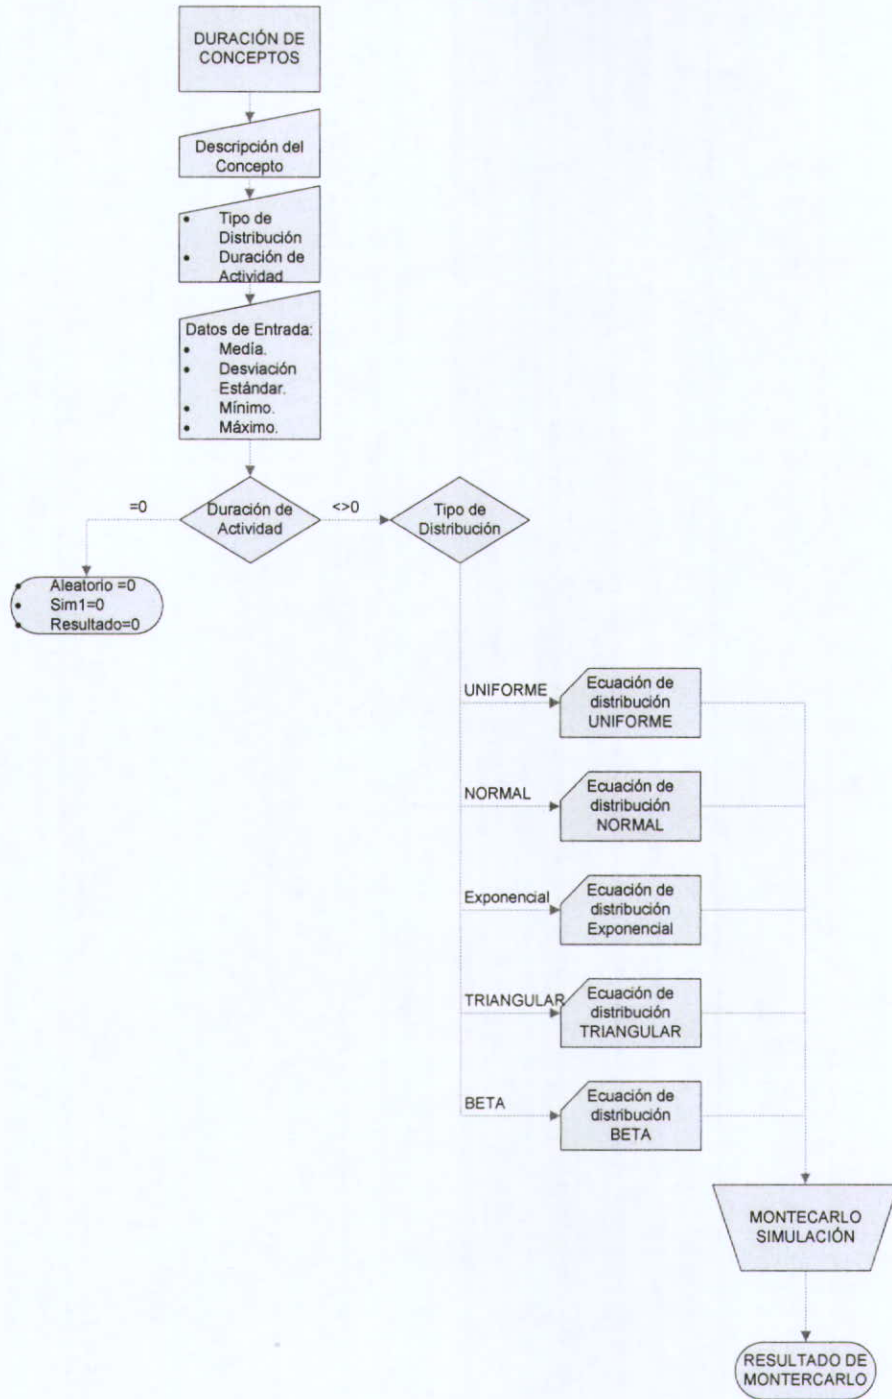 DURACIÓN DE
CONCEPTOS
Descripción del
Concepto
• Tipo de
Distribución
• Duración de
Actividad
Datos de Entrada:
• Medía.
• Desviación
Estándar.
• Mínimo.
• Máximo.
=0
Duración de
Actividad
<>0
Tipo de
Distribución
• Aleatorio =0
• Sim1=0
• Resultado=0
UNIFORME
Ecuación de
distribución
UNIFORME
NORMAL
Ecuación de
distribución
NORMAL
Exponencial
Ecuación de
distribución
Exponencial
TRIANGULAR
Ecuación de
distribución
TRIANGULAR
BETA
Ecuación de
distribución
BETA
MONTECARLO
SIMULACIÓN
RESULTADO DE
MONTERCARLO